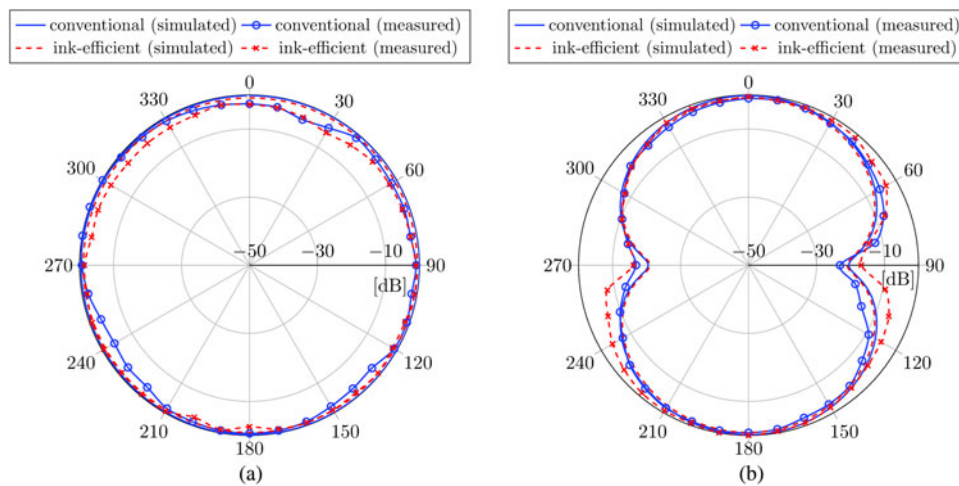 conventional (simulated) conventional (measured)
ink-efficient (simulated) ink-efficient (measured)
0
330 30
300 60
−50 −30 −10
270 90
[dB]
240 120
210 150
180
(a)
conventional (simulated) conventional (measured)
ink-efficient (simulated) ink-efficient (measured)
0
330 30
300 60
−50 −30 −10
270 90
[dB]
240 120
210 150
180
(b)